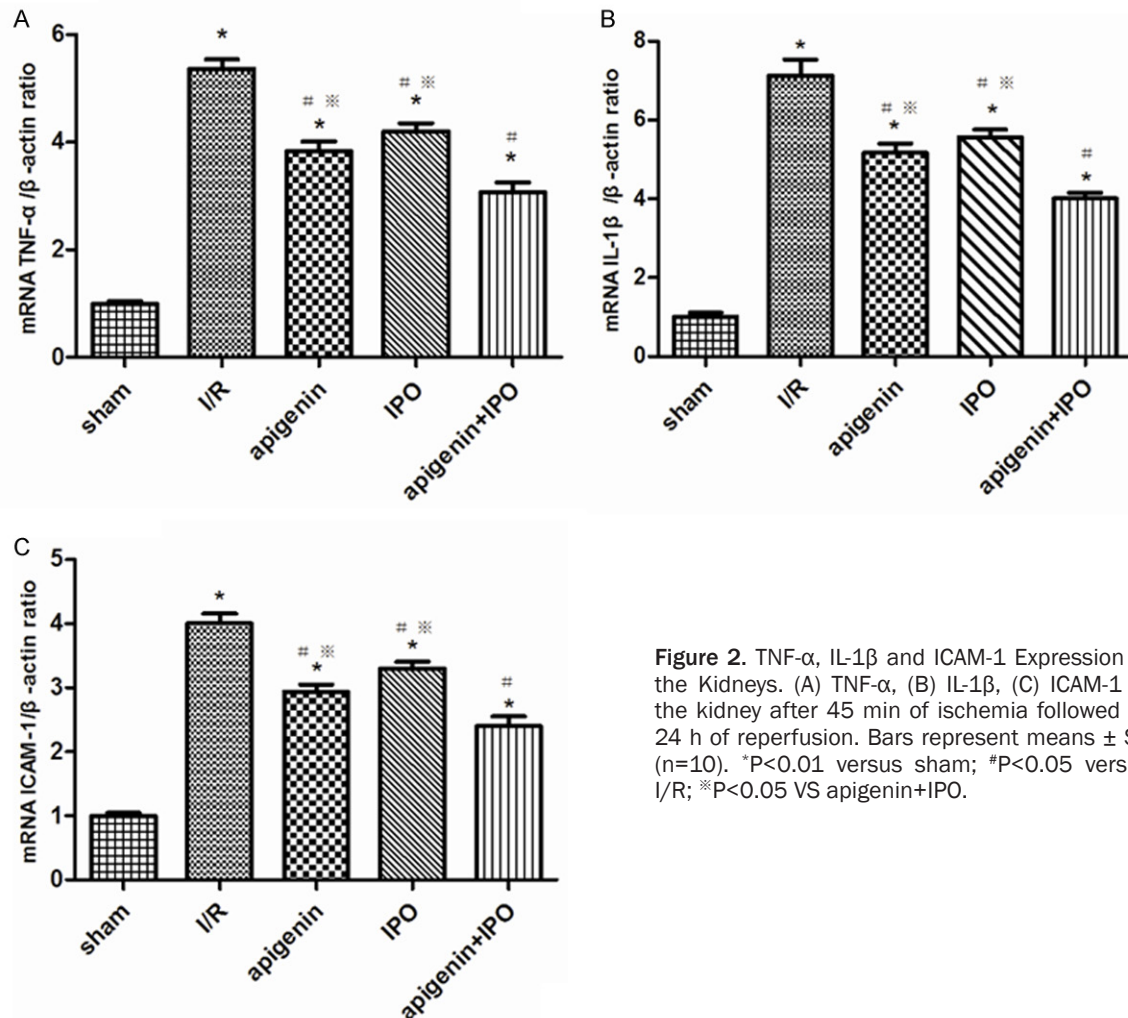 A
mRNA TNF-α /β -actin ratio
6
4
2
0
*
# ※
*
# ※
*
#
*
sham
I/R
apigenin
IPO
apigenin+IPO
B
mRNA IL-1β /β -actin ratio
8
6
4
2
0
*
# ※
*
# ※
*
#
*
sham
I/R
apigenin
IPO
apigenin+IPO
C
mRNA ICAM-1/β -actin ratio
5
4
3
2
1
0
*
# ※
*
# ※
*
#
*
sham
I/R
apigenin
IPO
apigenin+IPO
Figure 2. TNF-α, IL-1β and ICAM-1 Expression
the Kidneys. (A) TNF-α, (B) IL-1β, (C) ICAM-1
the kidney after 45 min of ischemia followed
24 h of reperfusion. Bars represent means ±
(n=10). *P<0.01 versus sham; #P<0.05
I/R; ※P<0.05 VS apigenin+IPO.